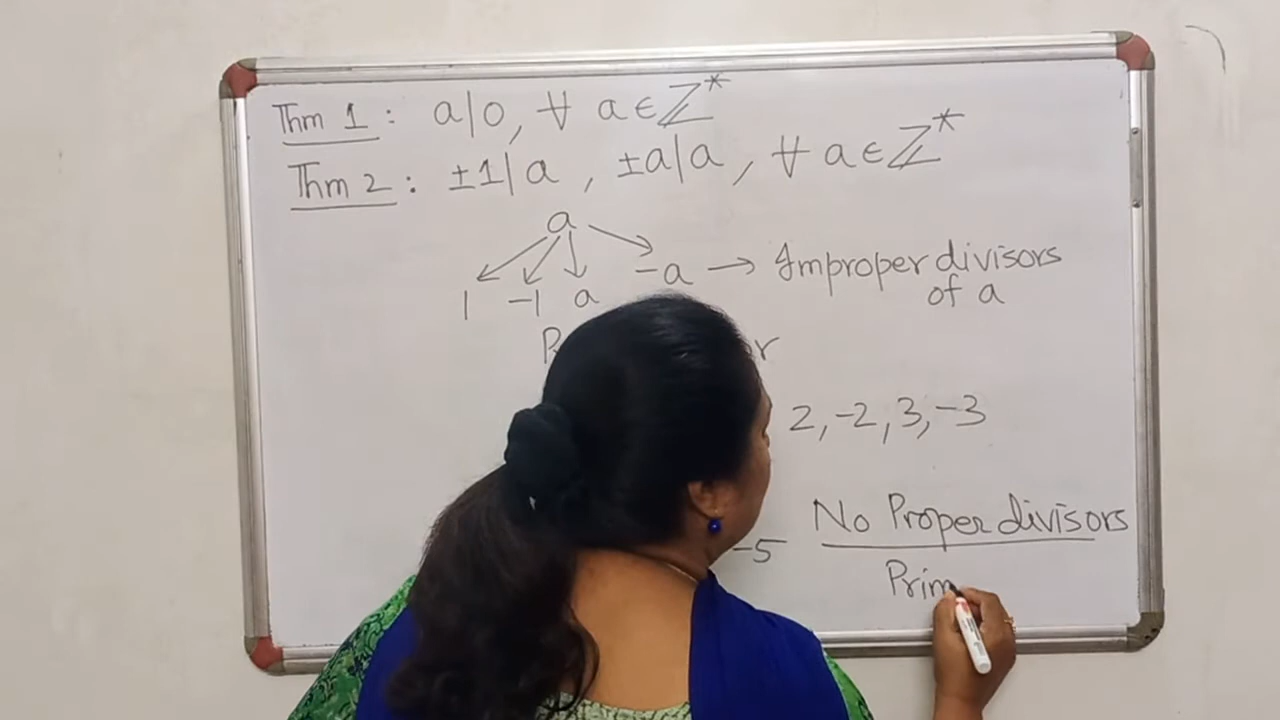 Thm 1 : a/0, ∀ a ∈ ℤ*
Thm 2 : ±1/a , ±a/a , ∀ a ∈ ℤ*
a
1 -1 a -a → Improper divisors
of a
2, -2, 3, -3
No Proper divisors
-5
Prim